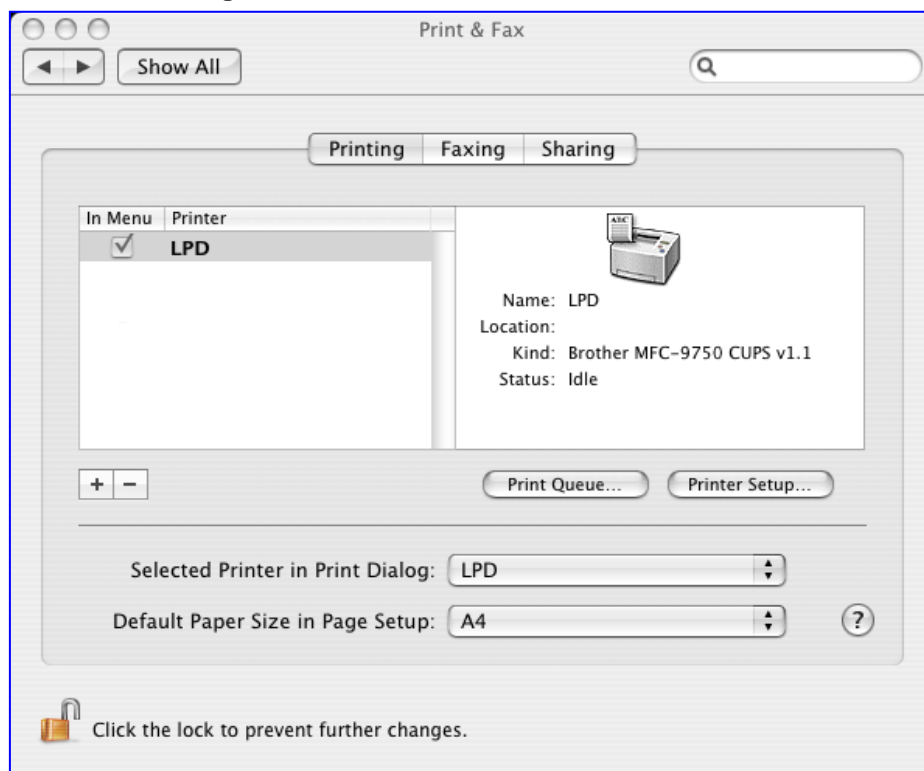 Print & Fax
Show All
Printing Faxing Sharing
In Menu Printer
LPD
ABC
Name: LPD
Location:
Kind: Brother MFC-9750 CUPS v1.1
Status: Idle
+ −
Print Queue... Printer Setup...
Selected Printer in Print Dialog: LPD
Default Paper Size in Page Setup: A4
?
Click the lock to prevent further changes.